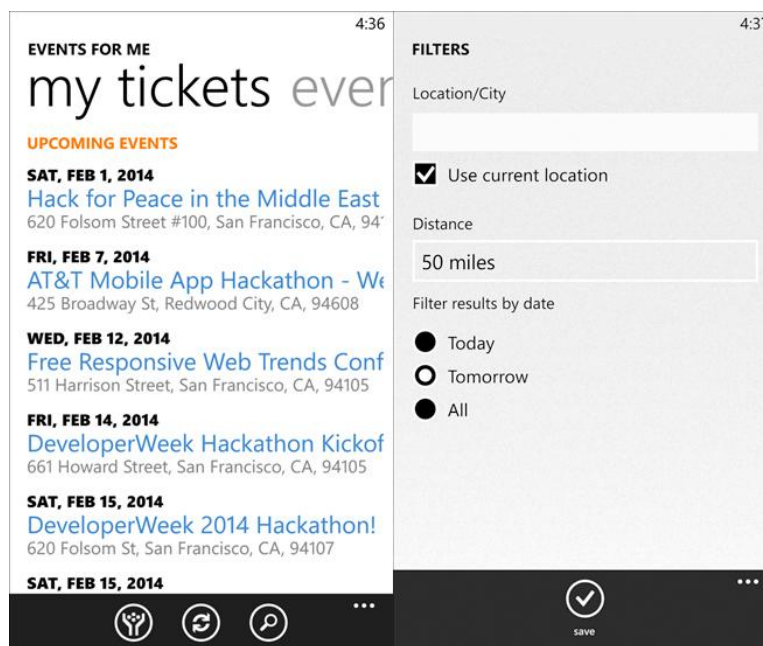 4:36
EVENTS FOR ME
my tickets
UPCOMING EVENTS
SAT, FEB 1, 2014
Hack for Peace in the Middle East
620 Folsom Street #100, San Francisco, CA,
FRI, FEB 7, 2014
AT&T Mobile App Hackathon -
425 Broadway St, Redwood City, CA, 94608
WED, FEB 12, 2014
Free Responsive Web Trends Conf
511 Harrison Street, San Francisco, CA, 94105
FRI, FEB 14, 2014
DeveloperWeek Hackathon Kickof
661 Howard Street, San Francisco, CA, 94105
SAT, FEB 15, 2014
DeveloperWeek 2014 Hackathon!
620 Folsom St, San Francisco, CA, 94107
SAT, FEB 15, 2014
4:37
FILTERS
Location/City
Use current location
Distance
50 miles
Filter results by date
Today
Tomorrow
All
save